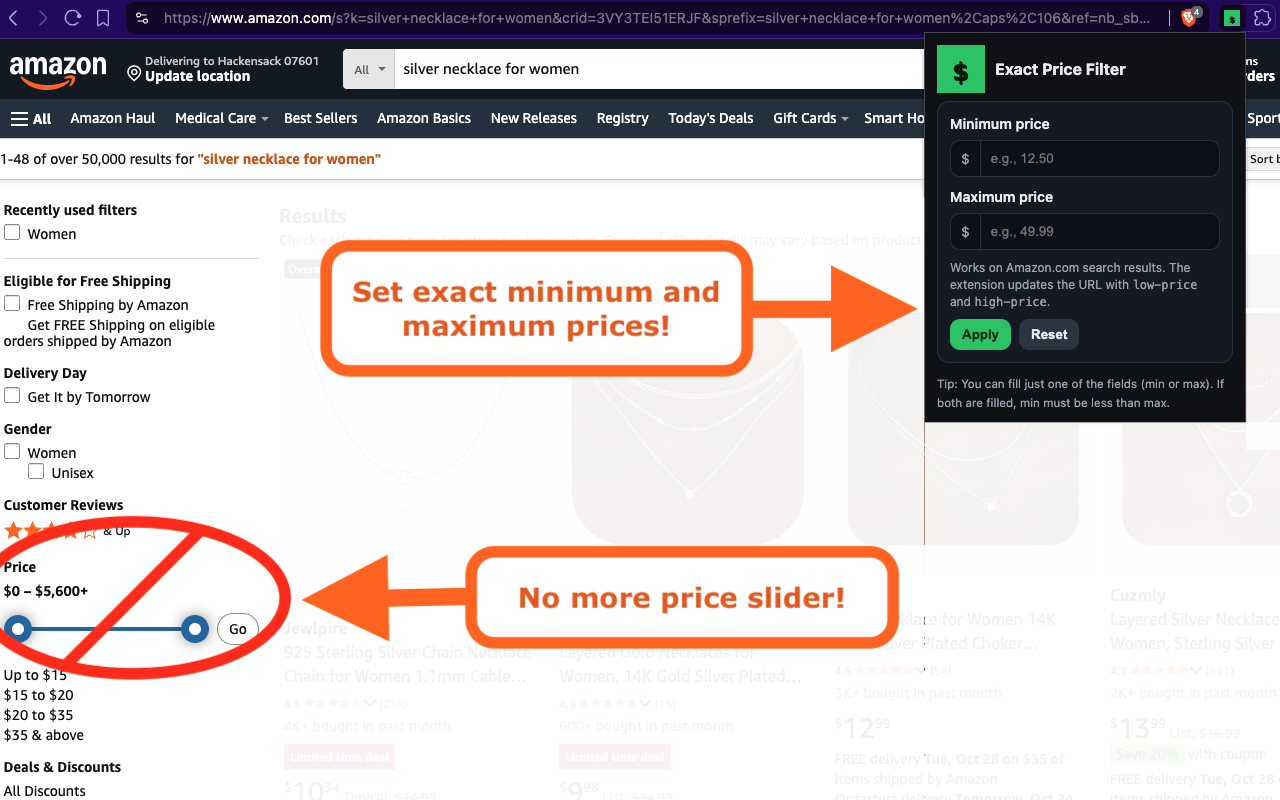 https://www.amazon.com/s?k=silver+necklace+for+women&crid=3VY3TEI51ERJF&sprefix=silver+necklace+for+women%2Caps%2C106&ref=nb_sb...
4
$
amazon
Delivering to Hackensack 07601
Update location
All
silver necklace for women
ns
rders
All
Amazon Haul
Medical Care
Best Sellers
Amazon Basics
New Releases
Registry
Today's Deals
Gift Cards
Smart Ho
Sport
1-48 of over 50,000 results for "silver necklace for women"
Sort b
$
Exact Price Filter
Minimum price
$ e.g., 12.50
Maximum price
$ e.g., 49.99
Works on Amazon.com search results. The
extension updates the URL with low-price
and high-price.
Apply
Reset
Tip: You can fill just one of the fields (min or max). If
both are filled, min must be less than max.
Recently used filters
Women
Eligible for Free Shipping
Free Shipping by Amazon
Get FREE Shipping on eligible
orders shipped by Amazon
Delivery Day
Get It by Tomorrow
Gender
Women
Unisex
Customer Reviews
& Up
Price
$0 – $5,600+
Go
Up to $15
$15 to $20
$20 to $35
$35 & above
Deals & Discounts
All Discounts
Results
Check each product page for other buying options. Price and other details may vary based on product
Overa
Set exact minimum and
maximum prices!
No more price slider!
Jewlpire
925 Sterling Silver Chain Necklace
Chain for Women 1.1mm Cable...
4.5 (23K)
4K+ bought in past month
Limited time deal
$10 34 Typical: $14.99
Layered Gold Necklaces for
Women, 14K Gold Silver Plated...
4.8 (15)
600+ bought in past month
Limited time deal
$9 98 List: $14.99
klace for Women 14K
ver Plated Choker...
4.5 (54)
3K+ bought in past month
$12 99
FREE delivery Tue, Oct 28 on $35 of
items shipped by Amazon
Or fastest delivery Tomorrow, Oct 24
Cuzmly
Layered Silver Necklace
Women, Sterling Silver
4.3 (991)
2K+ bought in past month
$13 99 List: $16.99
Save 20% with coupon
FREE delivery Tue, Oct 28
items shipped by Amazon